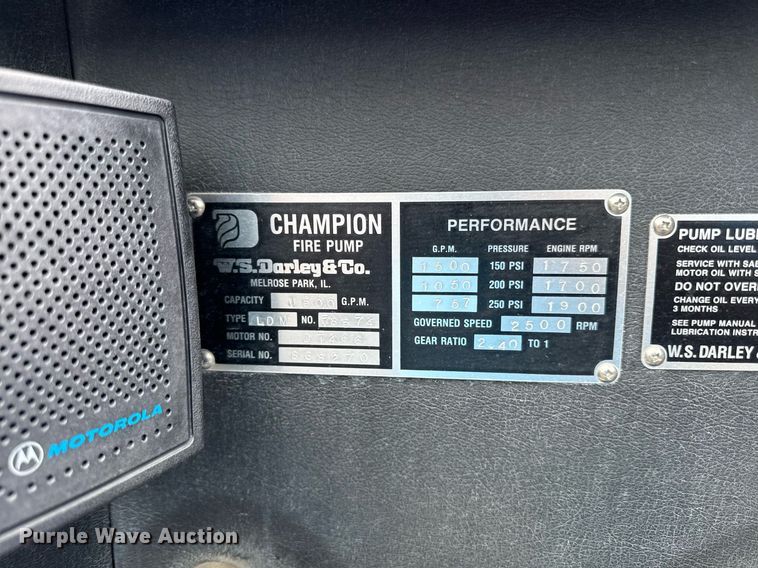 CHAMPION
FIRE PUMP
W.S. Darley & Co.
MELROSE PARK, IL.
CAPACITY 1500 G.P.M.
TYPE LDM NO.
MOTOR NO.
SERIAL NO.
PERFORMANCE
G.P.M. PRESSURE ENGINE RPM
1500 150 PSI 1750
1050 200 PSI 1700
757 250 PSI 1900
GOVERNED SPEED 2500 RPM
GEAR RATIO 2.40 TO 1
PUMP LUB
CHECK OIL LEVEL
SERVICE WITH SAE
MOTOR OIL WITH S
DO NOT OVER
CHANGE OIL EVERY
3 MONTHS
SEE PUMP MANUAL
LUBRICATION INSTR
W.S. DARLEY &
MOTOROLA
Purple Wave Auction